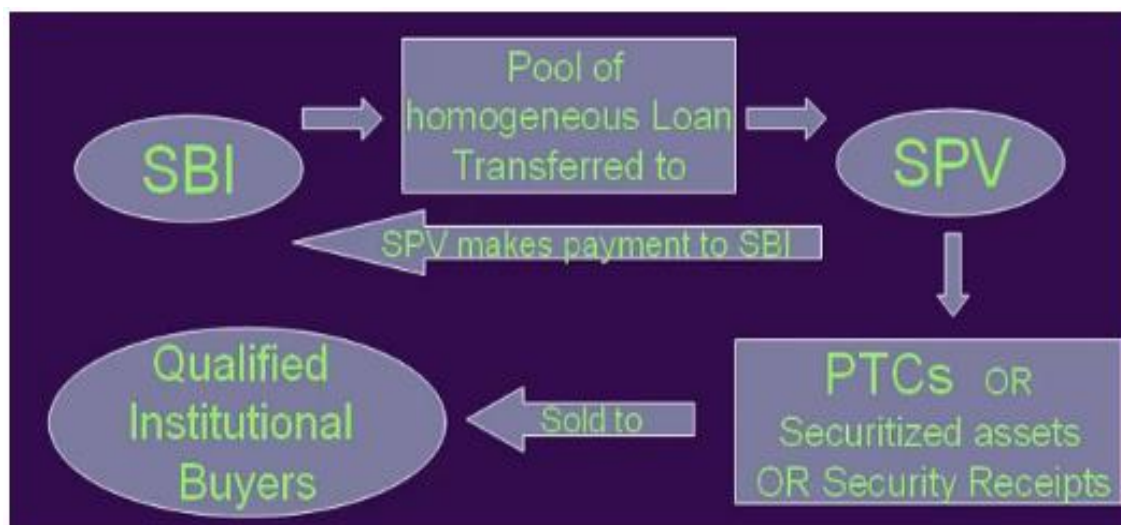 SBI
Pool of
homogeneous Loan
Transferred to
SPV
SPV makes payment to SBI
PTCs OR
Securitized assets
OR Security Receipts
Sold to
Qualified
Institutional
Buyers